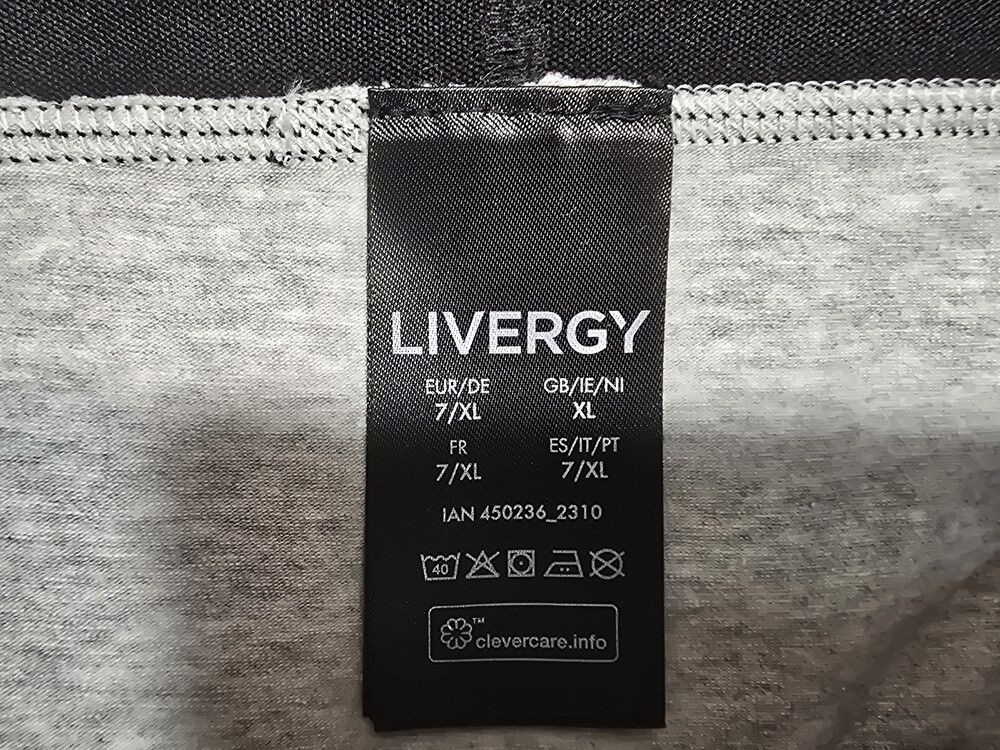 LIVERGY
EUR/DE GB/IE/NI
7/XL XL
FR ES/IT/PT
7/XL 7/XL
IAN 450236_2310
40
™
clevercare.info